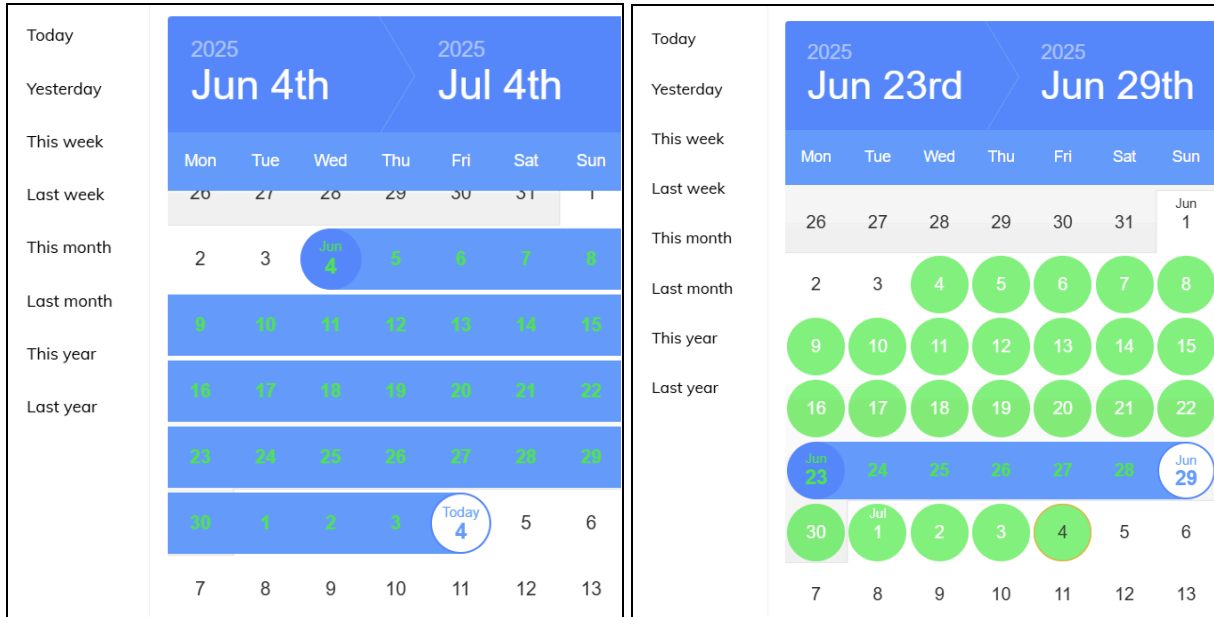 Today
Yesterday
This week
Last week
This month
Last month
This year
Last year
2025 2025
Jun 4th Jul 4th
Mon Tue Wed Thu Fri Sat Sun
26 27 28 29 30 31 1
Jun
2 3 4 5 6 7 8
9 10 11 12 13 14 15
16 17 18 19 20 21 22
23 24 25 26 27 28 29
Today
30 1 2 3 4 5 6
7 8 9 10 11 12 13
Today
Yesterday
This week
Last week
This month
Last month
This year
Last year
2025 2025
Jun 23rd Jun 29th
Mon Tue Wed Thu Fri Sat Sun
Jun
26 27 28 29 30 31 1
2 3 4 5 6 7 8
9 10 11 12 13 14 15
16 17 18 19 20 21 22
Jun Jun
23 24 25 26 27 28 29
Jul
30 1 2 3 4 5 6
7 8 9 10 11 12 13